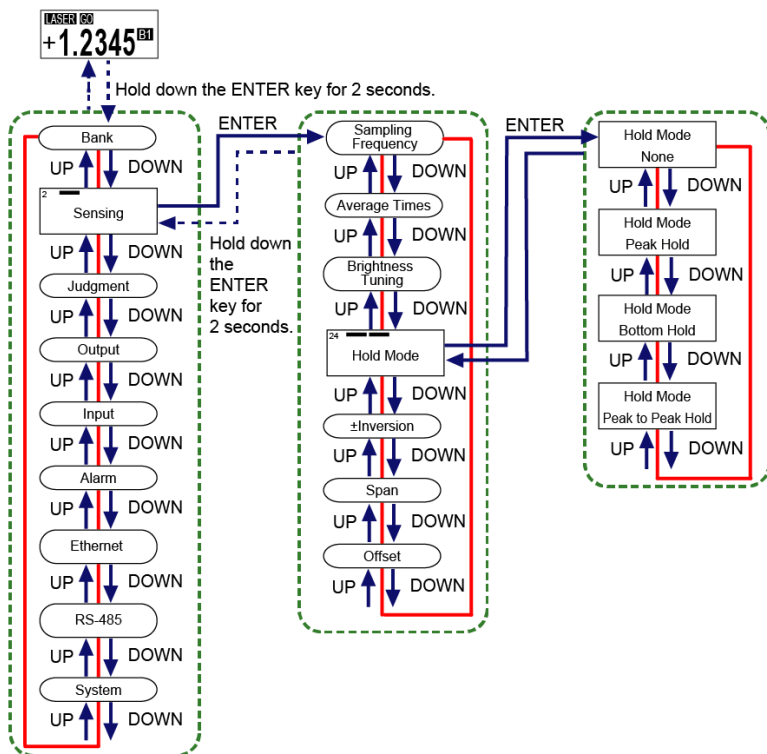 LASER GO
+1.2345 B1
Hold down the ENTER key for 2 seconds.
Bank
UP DOWN
2
Sensing
UP DOWN
Judgment
UP DOWN
Output
UP DOWN
Input
UP DOWN
Alarm
UP DOWN
Ethernet
UP DOWN
RS-485
UP DOWN
System
UP DOWN
ENTER
Hold down
the
ENTER
key for
2 seconds.
Sampling
Frequency
UP DOWN
Average Times
UP DOWN
Brightness
Tuning
UP DOWN
24
Hold Mode
UP DOWN
±Inversion
UP DOWN
Span
UP DOWN
Offset
UP DOWN
ENTER
Hold Mode
None
UP DOWN
Hold Mode
Peak Hold
UP DOWN
Hold Mode
Bottom Hold
UP DOWN
Hold Mode
Peak to Peak Hold
UP DOWN